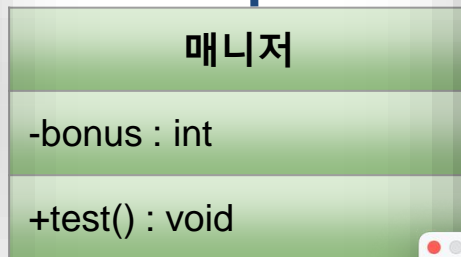 매니저
-bonus : int
+test() : void